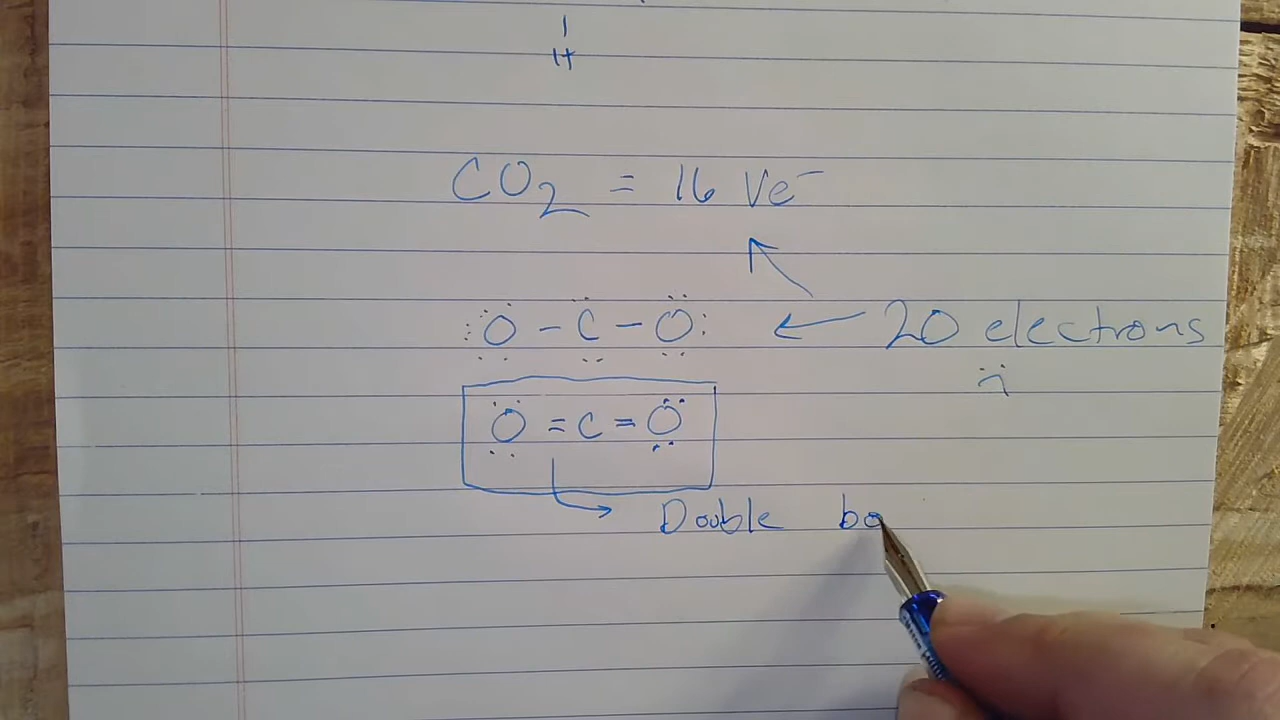 H
CO2 = 16 Ve-
O - C - O 20 electrons
O = C = O
Double bo